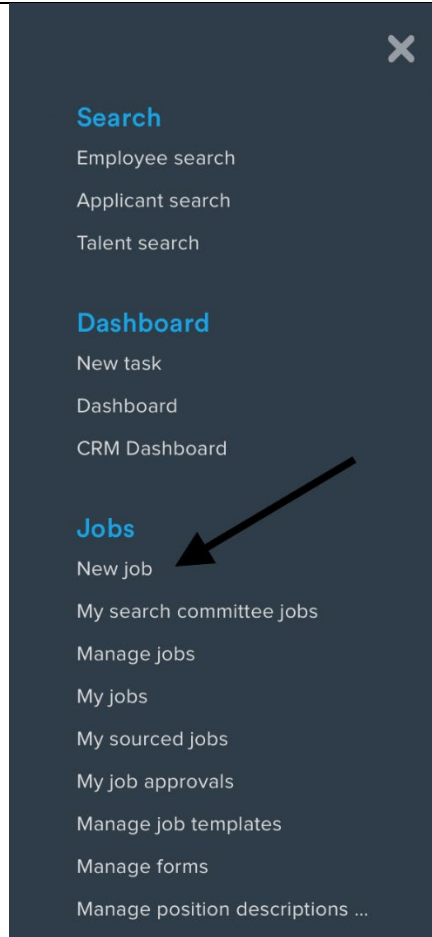 Search
Employee search
Applicant search
Talent search
Dashboard
New task
Dashboard
CRM Dashboard
Jobs
New job
My search committee jobs
Manage jobs
My jobs
My sourced jobs
My job approvals
Manage job templates
Manage forms
Manage position descriptions ...